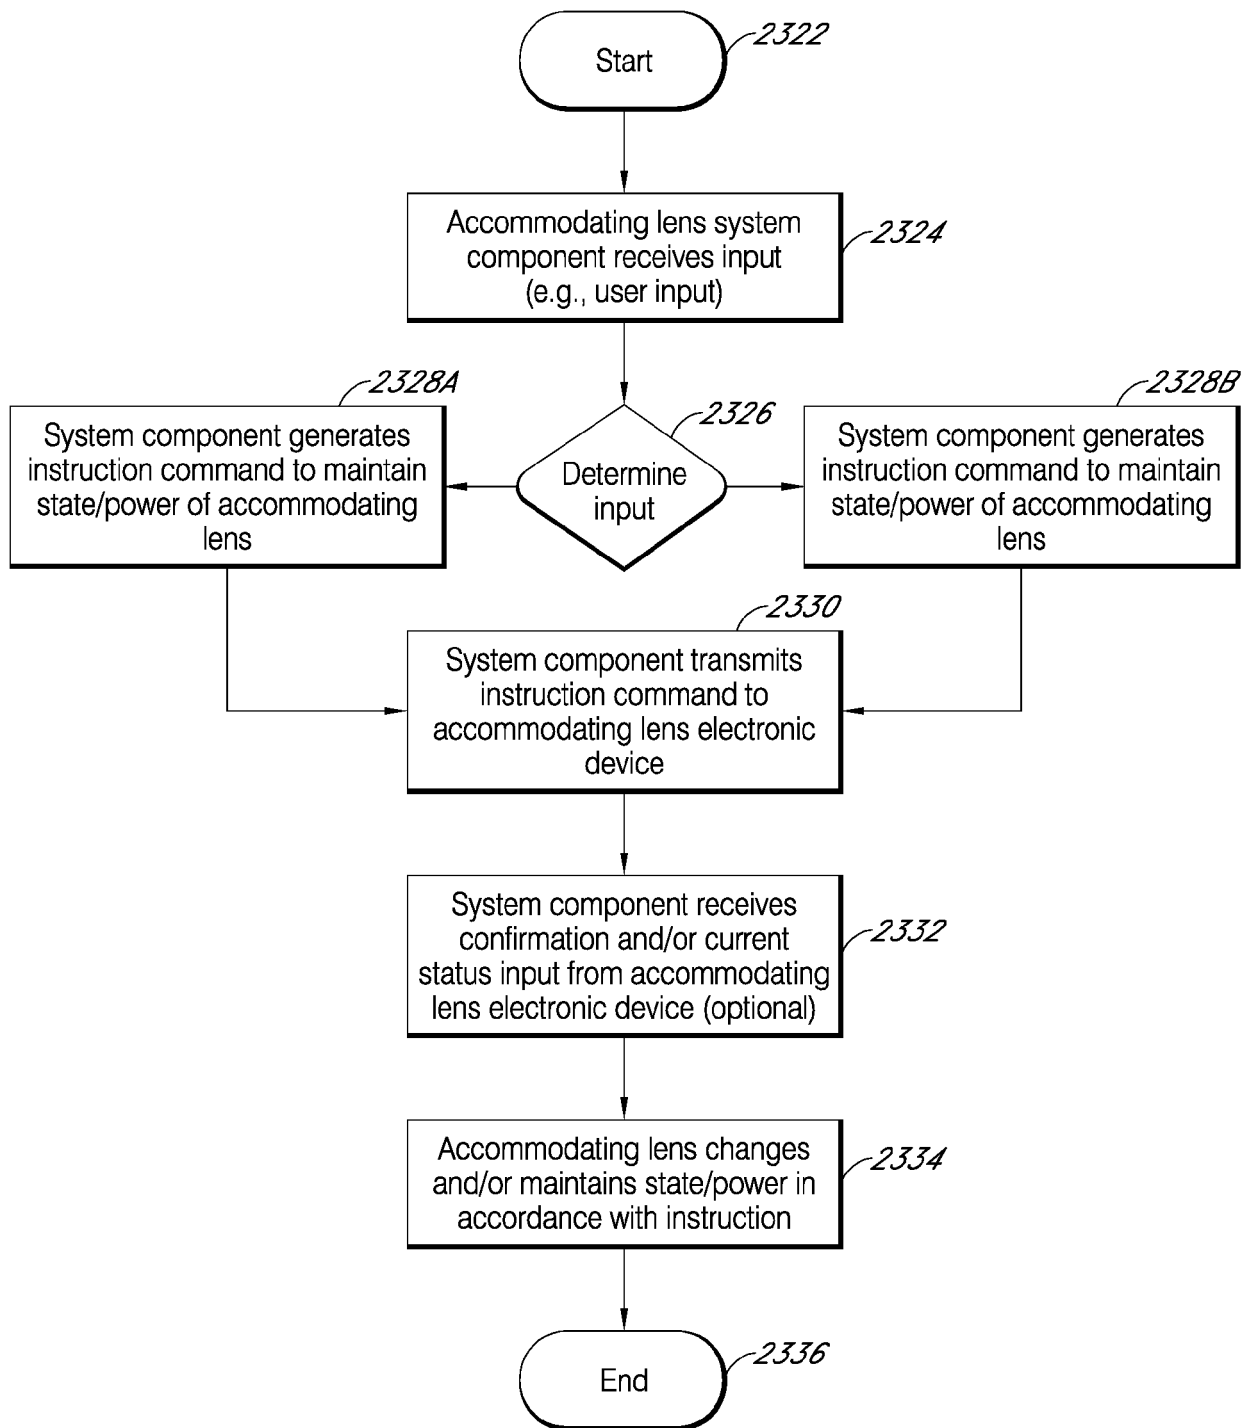 Start
2322
Accommodating lens system
component receives input
(e.g., user input)
2324
2328A
System component generates
instruction command to maintain
state/power of accommodating
lens
2326
Determine
input
2328B
System component generates
instruction command to maintain
state/power of accommodating
lens
2330
System component transmits
instruction command to
accommodating lens electronic
device
System component receives
confirmation and/or current
status input from accommodating
lens electronic device (optional)
2332
Accommodating lens changes
and/or maintains state/power in
accordance with instruction
2334
End
2336